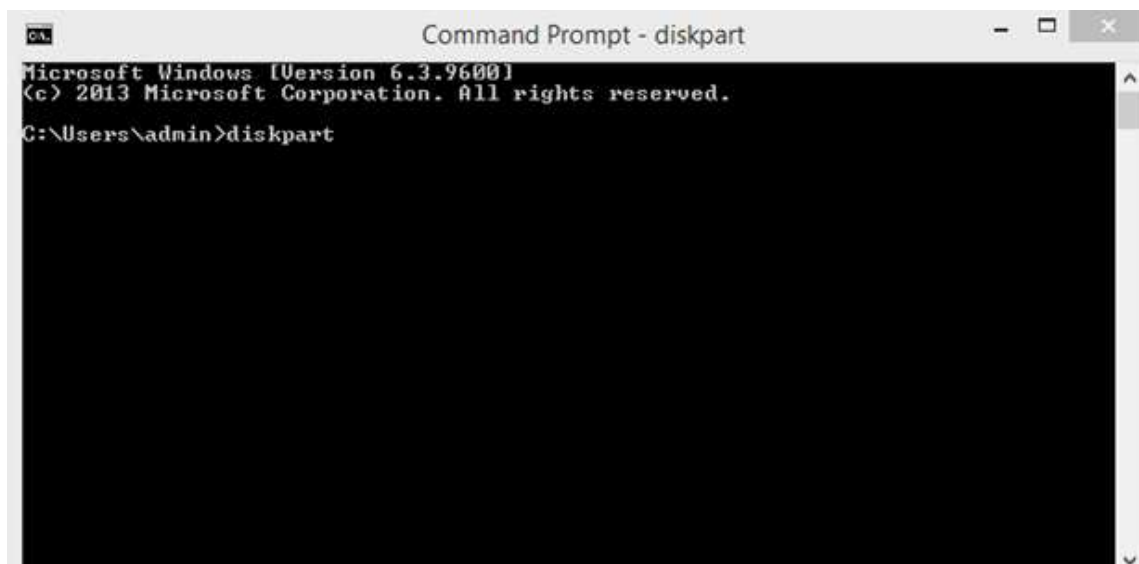 C:\.
Command Prompt - diskpart
Microsoft Windows [Version 6.3.9600]
(c) 2013 Microsoft Corporation. All rights reserved.
C:\Users\admin>diskpart